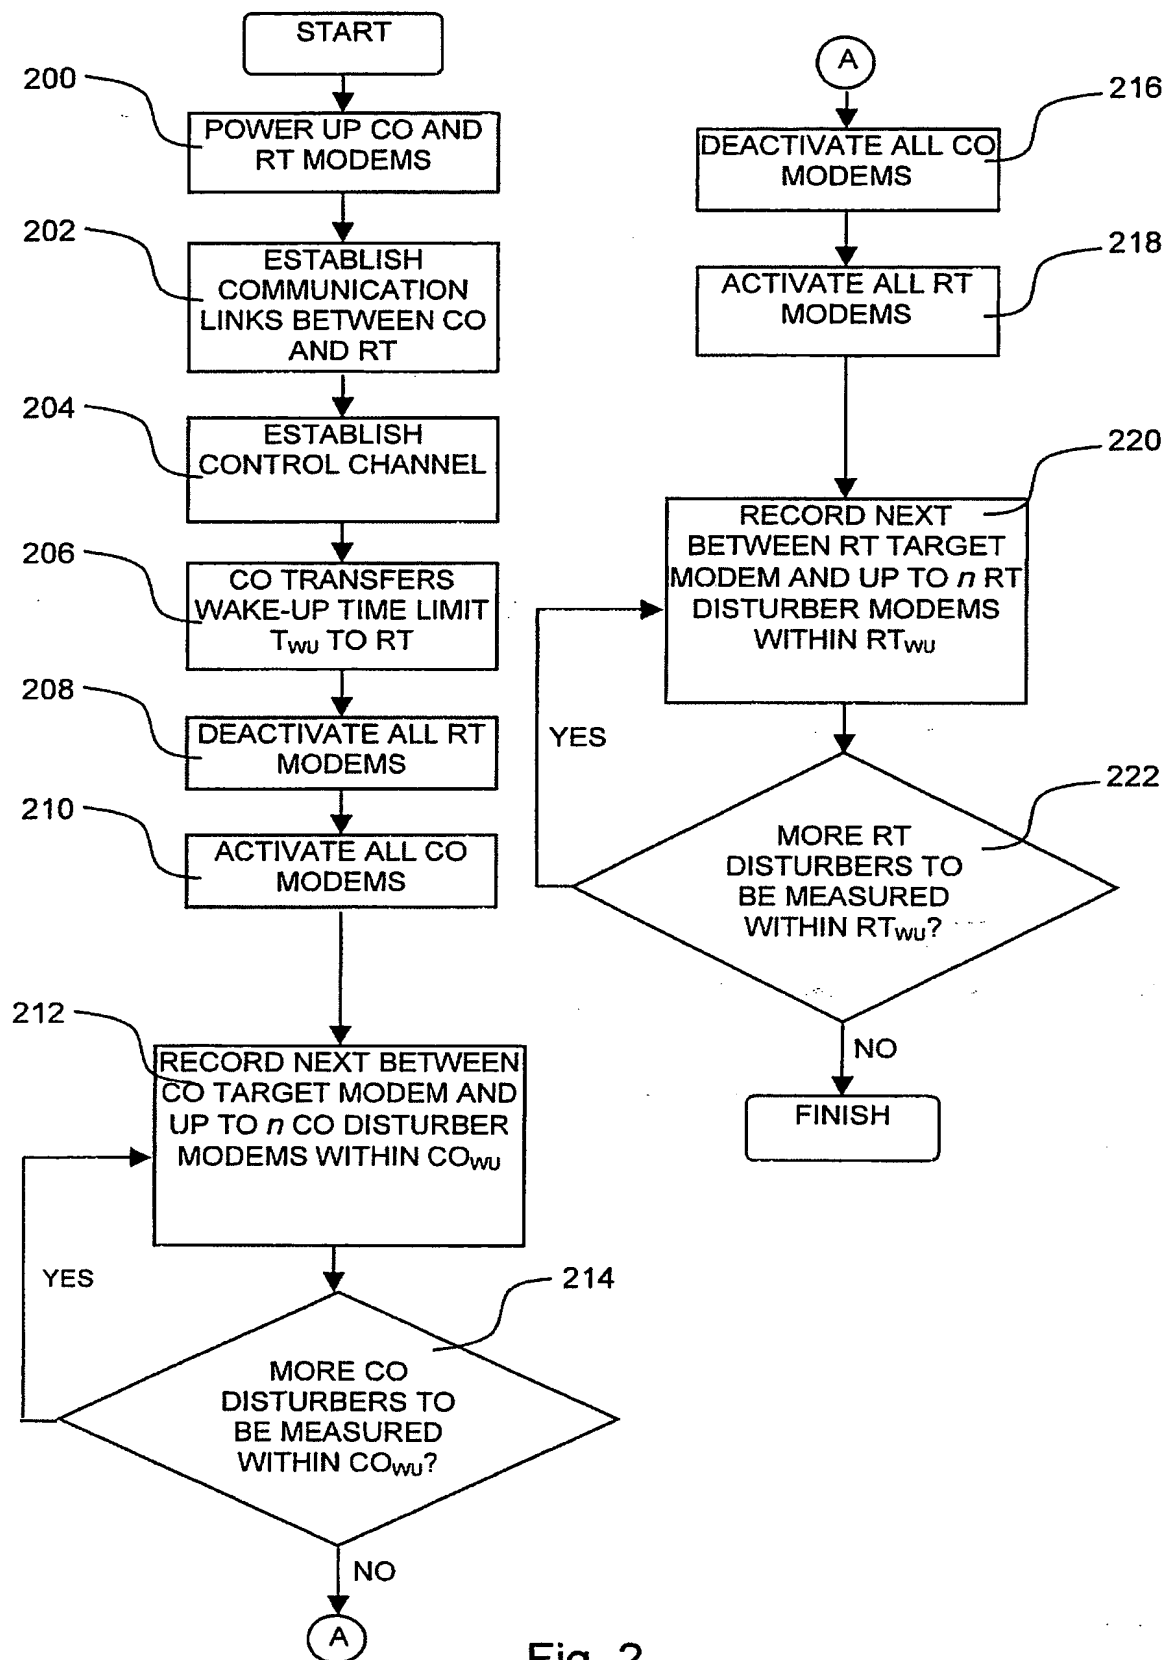 START
200
POWER UP CO AND
RT MODEMS
202
ESTABLISH
COMMUNICATION
LINKS BETWEEN CO
AND RT
204
ESTABLISH
CONTROL CHANNEL
206
CO TRANSFERS
WAKE-UP TIME LIMIT
TWU TO RT
208
DEACTIVATE ALL RT
MODEMS
210
ACTIVATE ALL CO
MODEMS
212
RECORD NEXT BETWEEN
CO TARGET MODEM AND
UP TO n CO DISTURBER
MODEMS WITHIN COWU
YES
214
MORE CO
DISTURBERS TO
BE MEASURED
WITHIN COWU?
NO
A
A
216
DEACTIVATE ALL CO
MODEMS
218
ACTIVATE ALL RT
MODEMS
220
RECORD NEXT
BETWEEN RT TARGET
MODEM AND UP TO n RT
DISTURBER MODEMS
WITHIN RTWU
YES
222
MORE RT
DISTURBERS TO
BE MEASURED
WITHIN RTWU?
NO
FINISH
Fig. 2